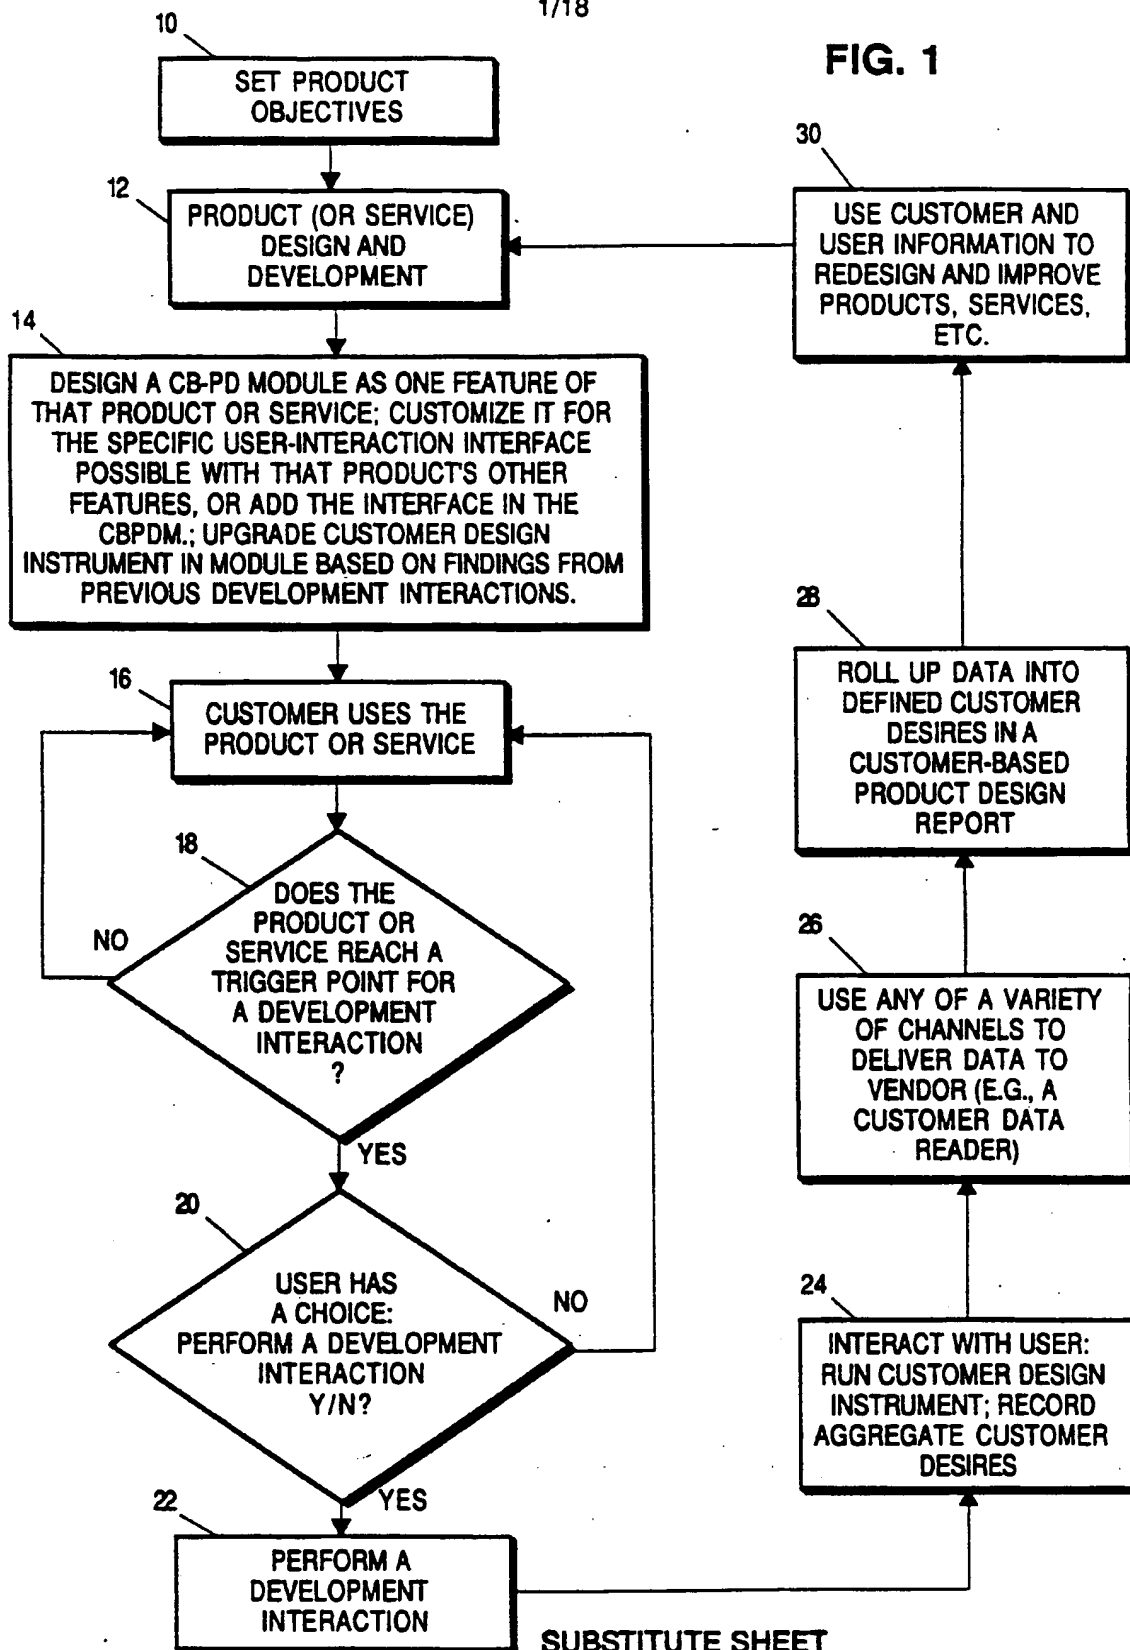 1/18
FIG. 1
10
SET PRODUCT
OBJECTIVES
12
PRODUCT (OR SERVICE)
DESIGN AND
DEVELOPMENT
14
DESIGN A CB-PD MODULE AS ONE FEATURE OF
THAT PRODUCT OR SERVICE; CUSTOMIZE IT FOR
THE SPECIFIC USER-INTERACTION INTERFACE
POSSIBLE WITH THAT PRODUCT'S OTHER
FEATURES, OR ADD THE INTERFACE IN THE
CBPDM.; UPGRADE CUSTOMER DESIGN
INSTRUMENT IN MODULE BASED ON FINDINGS FROM
PREVIOUS DEVELOPMENT INTERACTIONS.
16
CUSTOMER USES THE
PRODUCT OR SERVICE
18
DOES THE
PRODUCT OR
SERVICE REACH A
TRIGGER POINT FOR
A DEVELOPMENT
INTERACTION
?
NO
YES
20
USER HAS
A CHOICE:
PERFORM A DEVELOPMENT
INTERACTION
Y/N?
NO
YES
22
PERFORM A
DEVELOPMENT
INTERACTION
24
INTERACT WITH USER:
RUN CUSTOMER DESIGN
INSTRUMENT; RECORD
AGGREGATE CUSTOMER
DESIRES
26
USE ANY OF A VARIETY
OF CHANNELS TO
DELIVER DATA TO
VENDOR (E.G., A
CUSTOMER DATA
READER)
28
ROLL UP DATA INTO
DEFINED CUSTOMER
DESIRES IN A
CUSTOMER-BASED
PRODUCT DESIGN
REPORT
30
USE CUSTOMER AND
USER INFORMATION TO
REDESIGN AND IMPROVE
PRODUCTS, SERVICES,
ETC.
SUBSTITUTE SHEET